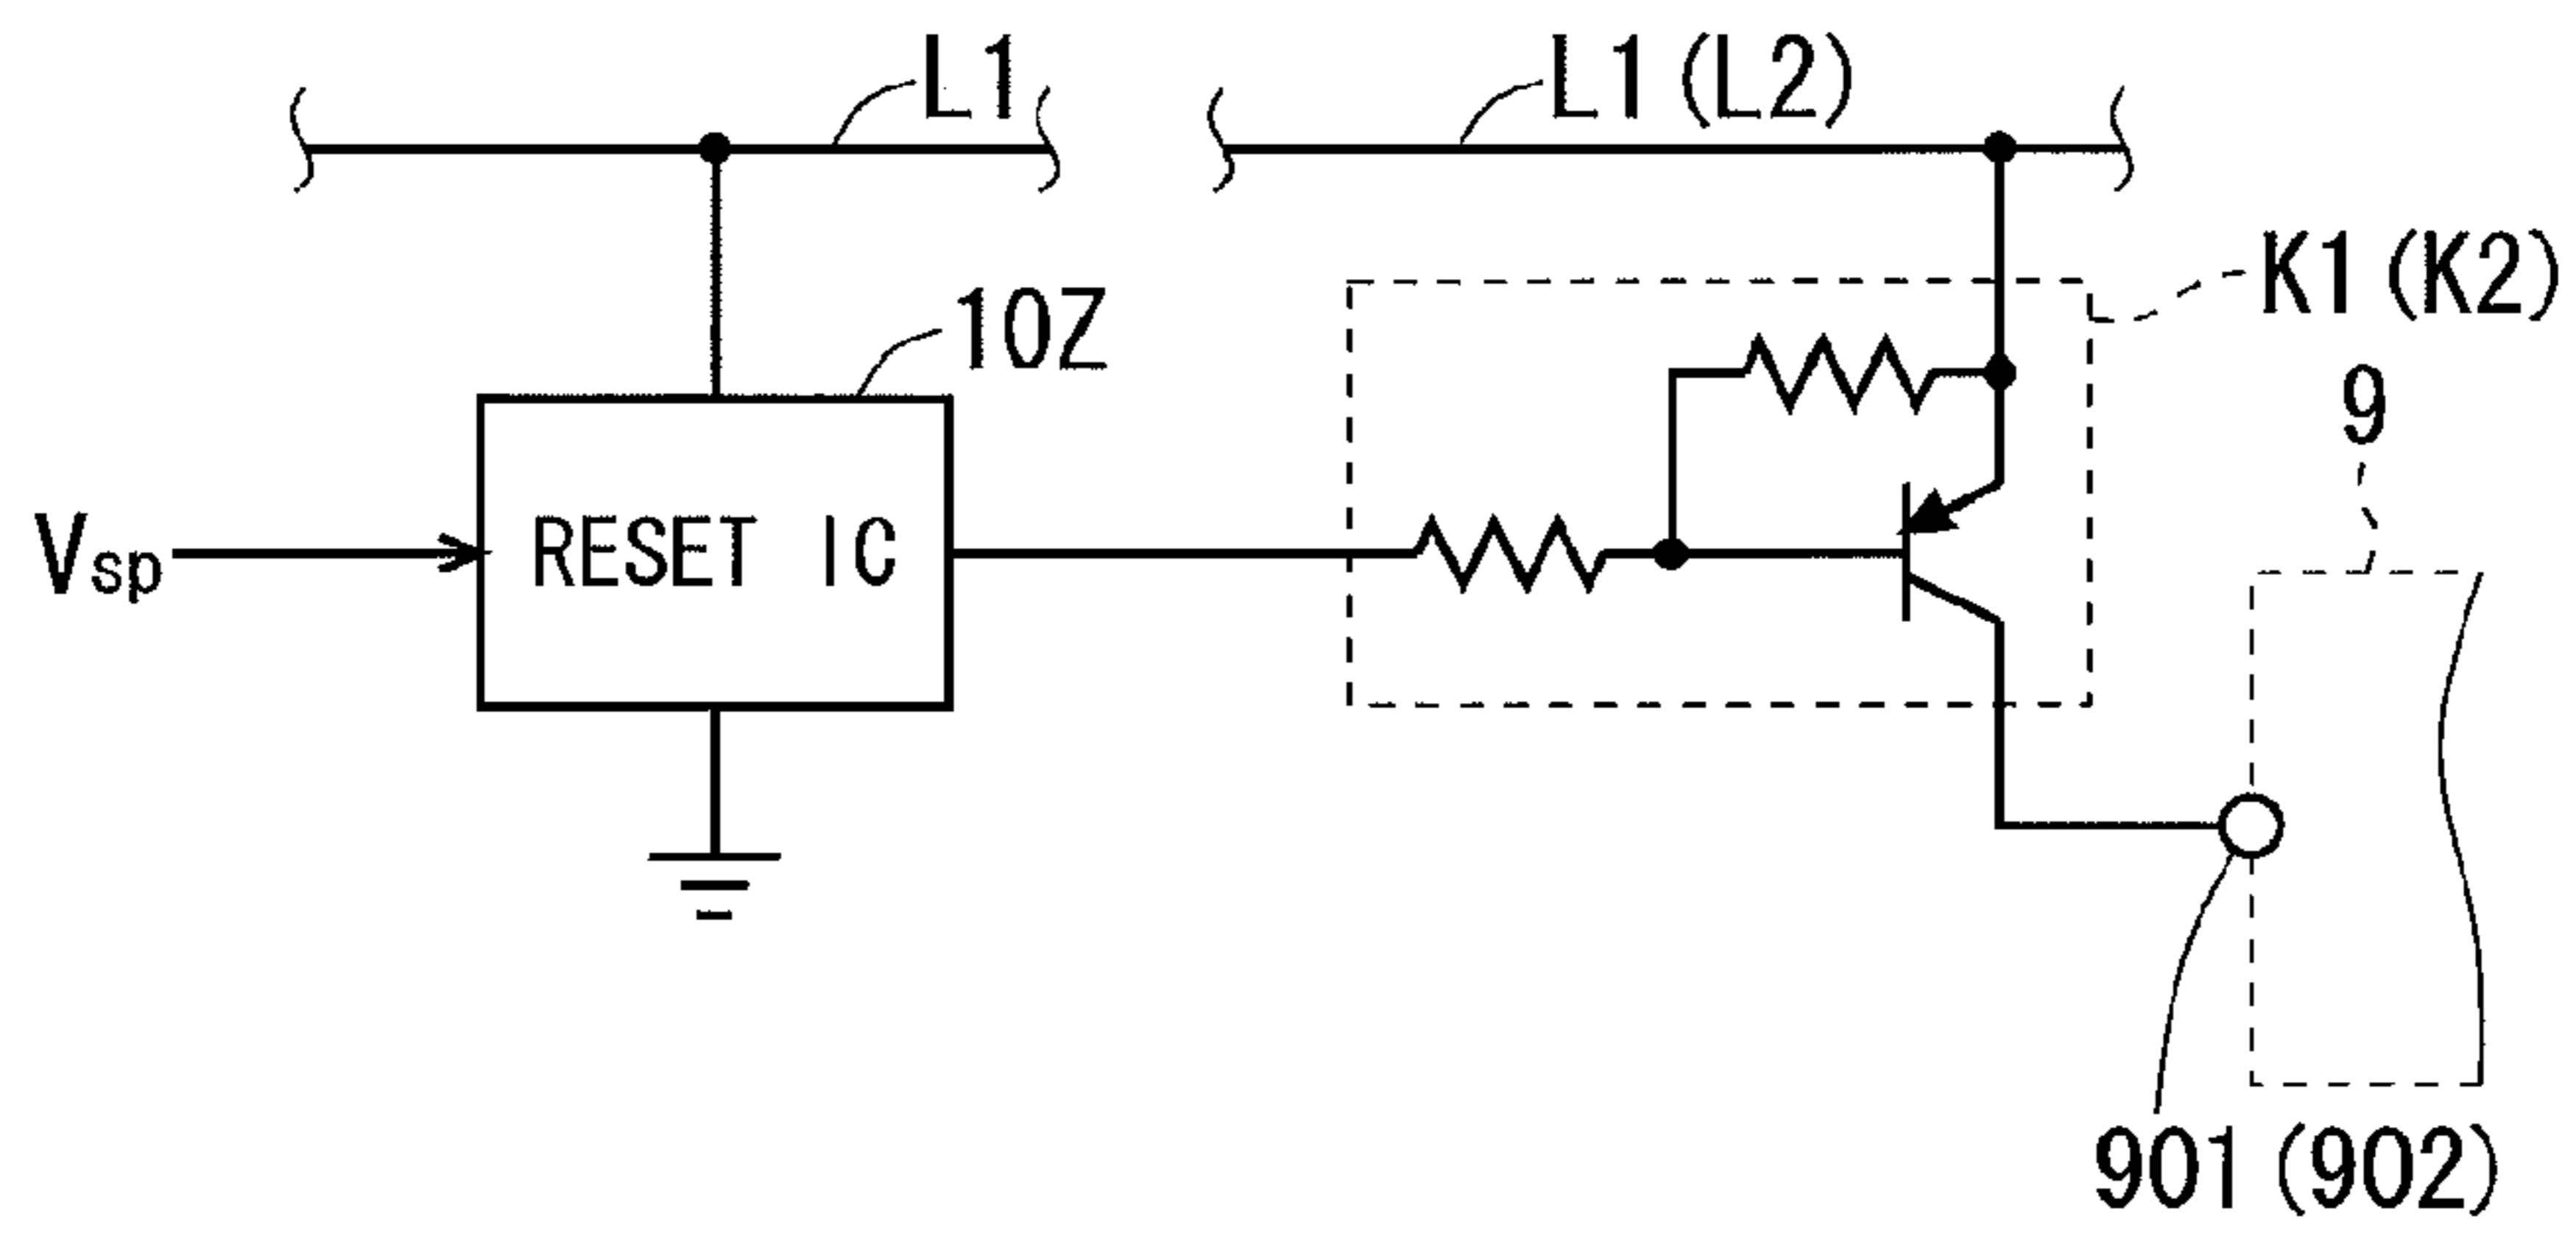 L1
L1 (L2)
K1 (K2)
10Z
9
Vsp
RESET IC
901 (902)